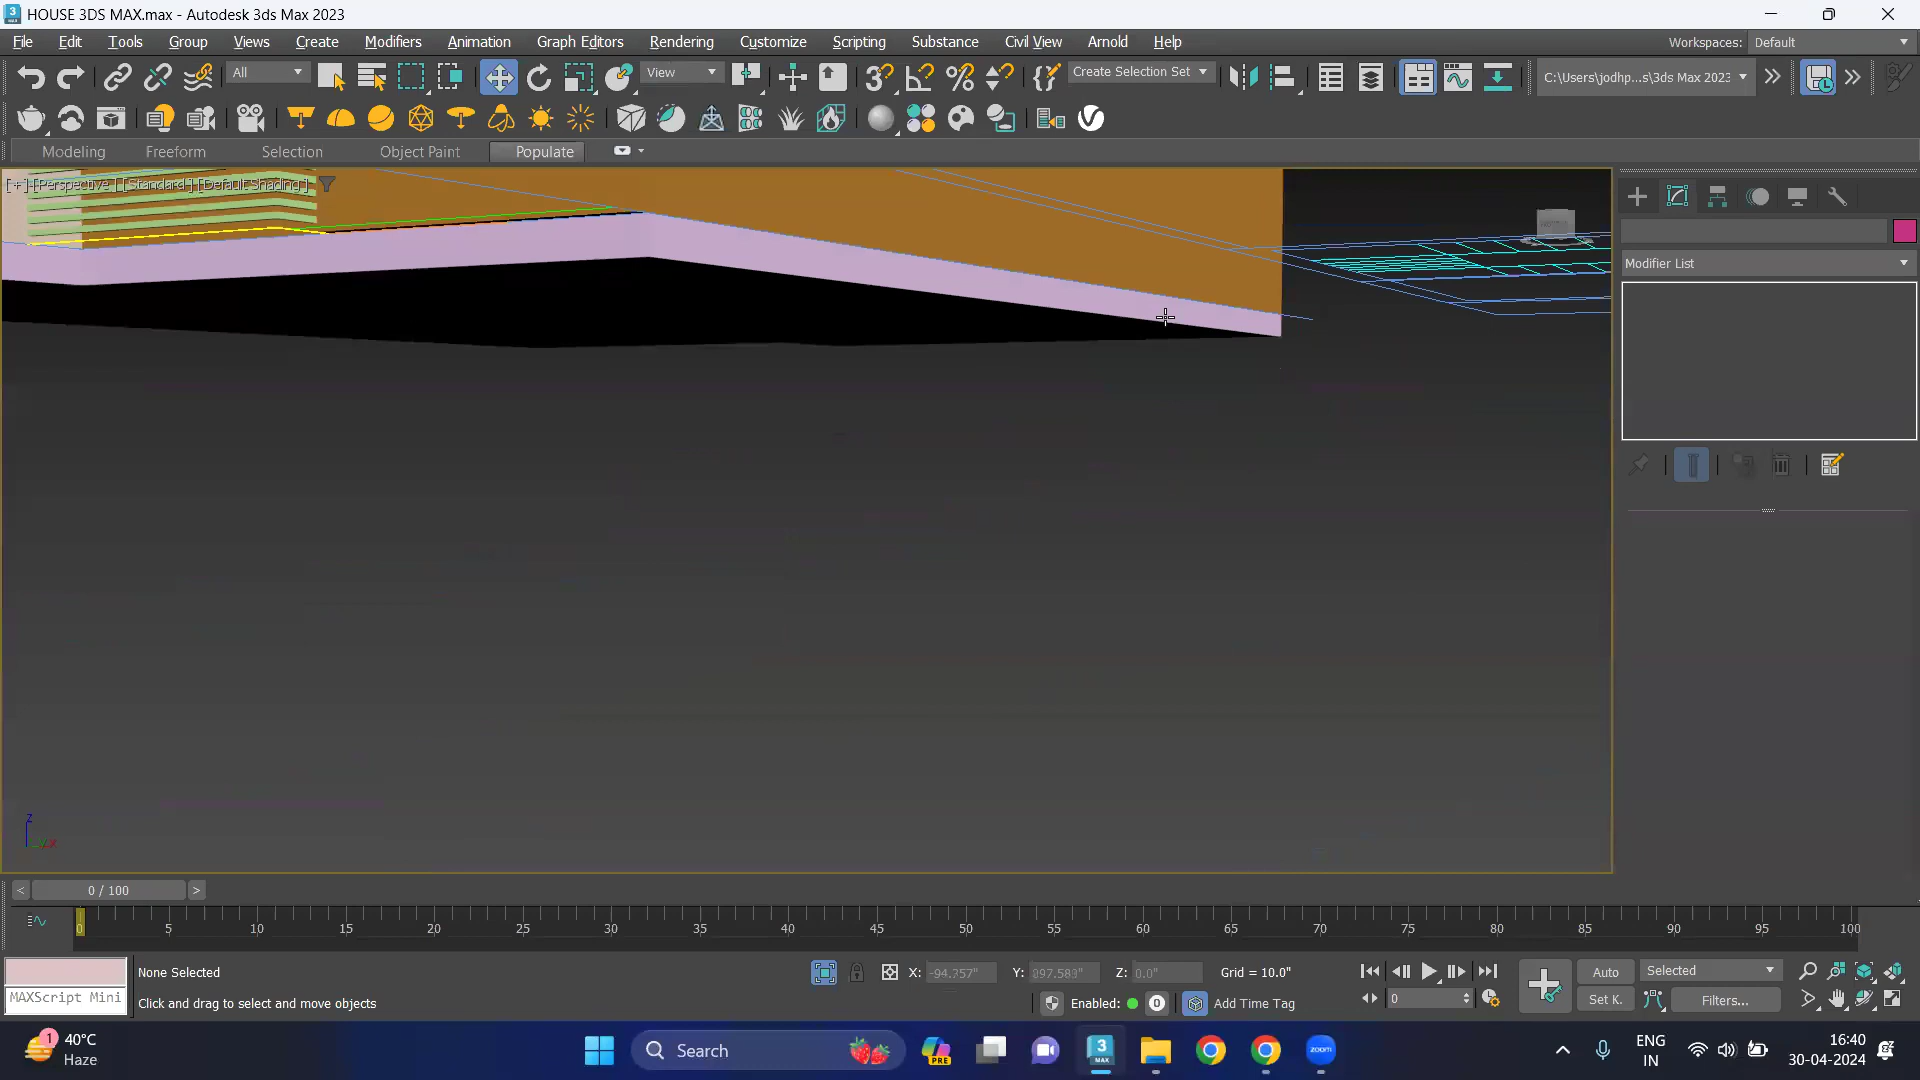 HOUSE 3DS MAX.max - Autodesk 3ds Max 2023
File Edit Tools Group Views Create Modifiers Animation Graph Editors Rendering Customize Scripting Substance Civil View Arnold Help Workspaces: Default
All View Create Selection Set C:\Users\jodhp...s\3ds Max 2023
Modeling Freeform Selection Object Paint Populate
[+] [Perspective] [Standard] [Default Shading]
Modifier List
z
x
0 / 100
0 5 10 15 20 25 30 35 40 45 50 55 60 65 70 75 80 85 90 95 100
None Selected X: -94.757" Y: 897.583" Z: 0.0" Grid = 10.0" Auto Selected
MAXScript Mini Click and drag to select and move objects Enabled: Add Time Tag 0 Set K. Filters...
40°C
Haze
Search
PRE
3
MAX
zoom
ENG
IN
16:40
30-04-2024